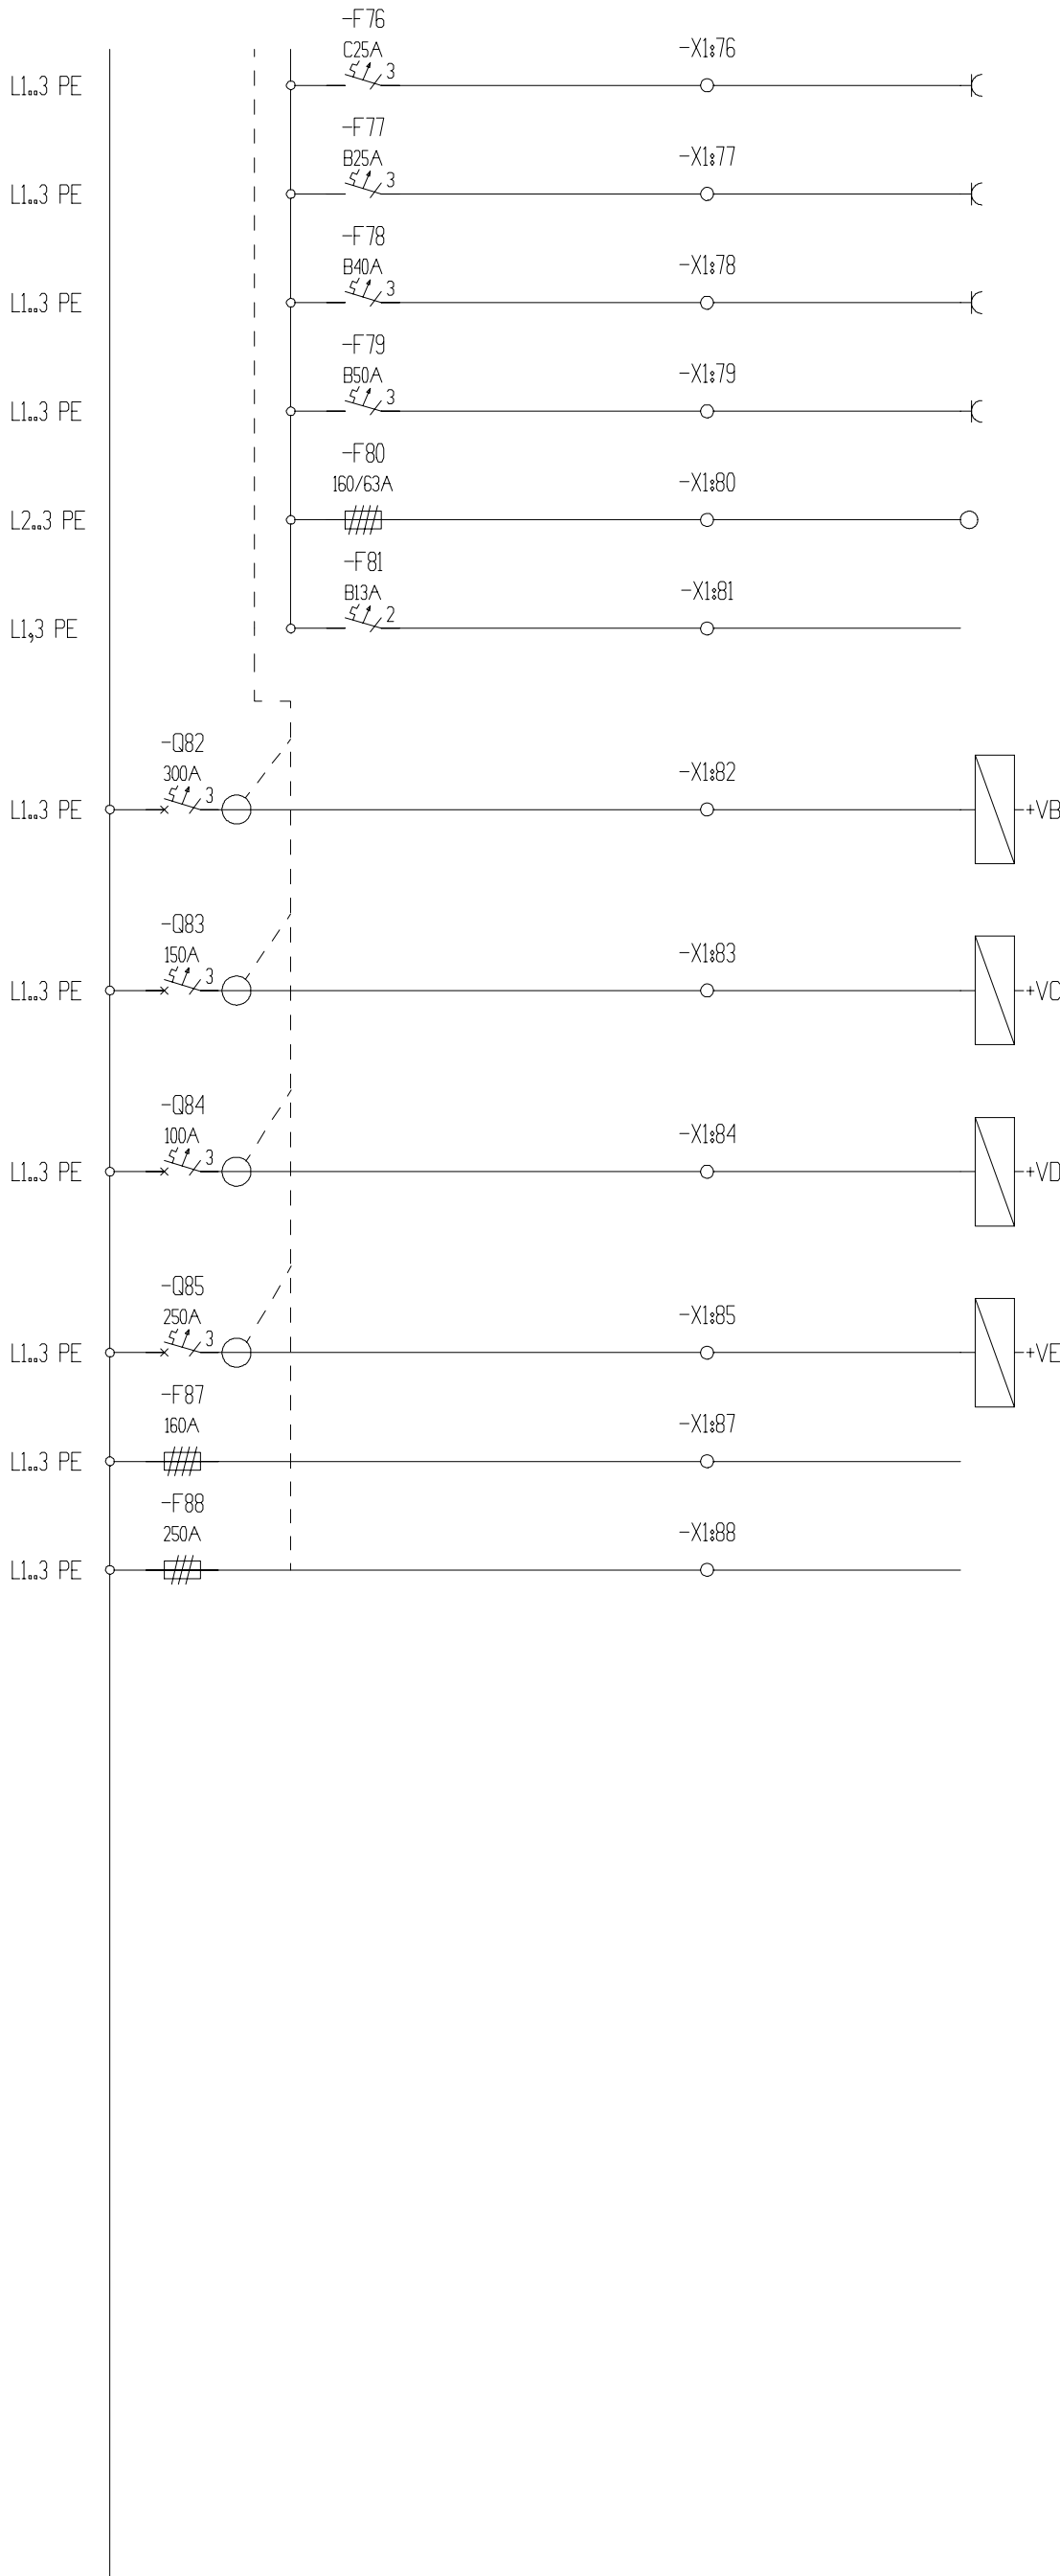 -F76
C25A
-X1:76
3
L1..3 PE
-F77
B25A
-X1:77
3
L1..3 PE
-F78
B40A
-X1:78
3
L1..3 PE
-F79
B50A
-X1:79
3
L1..3 PE
-F80
160/63A
-X1:80
L2..3 PE
-F81
B13A
-X1:81
2
L1,3 PE
-Q82
300A
-X1:82
3
L1..3 PE
+VB
-Q83
150A
-X1:83
3
L1..3 PE
+VC
-Q84
100A
-X1:84
3
L1..3 PE
+VD
-Q85
250A
-X1:85
3
L1..3 PE
+VE
-F87
160A
-X1:87
L1..3 PE
-F88
250A
-X1:88
L1..3 PE